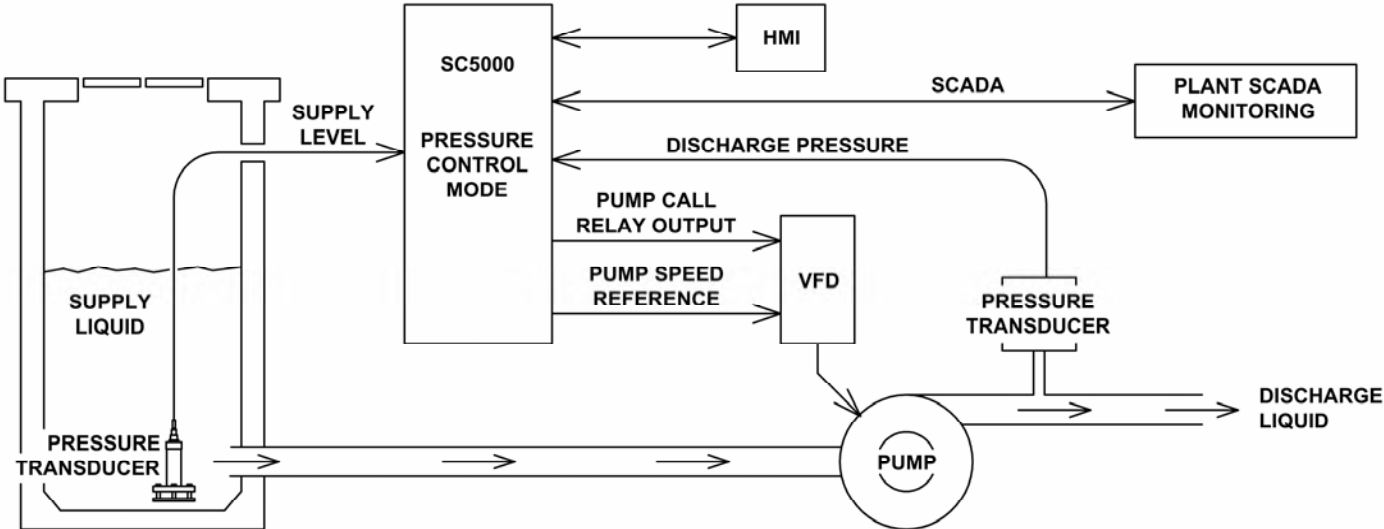 HMI
SC5000
PRESSURE
CONTROL
MODE
SCADA
PLANT SCADA
MONITORING
SUPPLY
LEVEL
DISCHARGE PRESSURE
PUMP CALL
RELAY OUTPUT
PUMP SPEED
REFERENCE
VFD
SUPPLY
LIQUID
PRESSURE
TRANSDUCER
DISCHARGE
LIQUID
PRESSURE
TRANSDUCER
PUMP